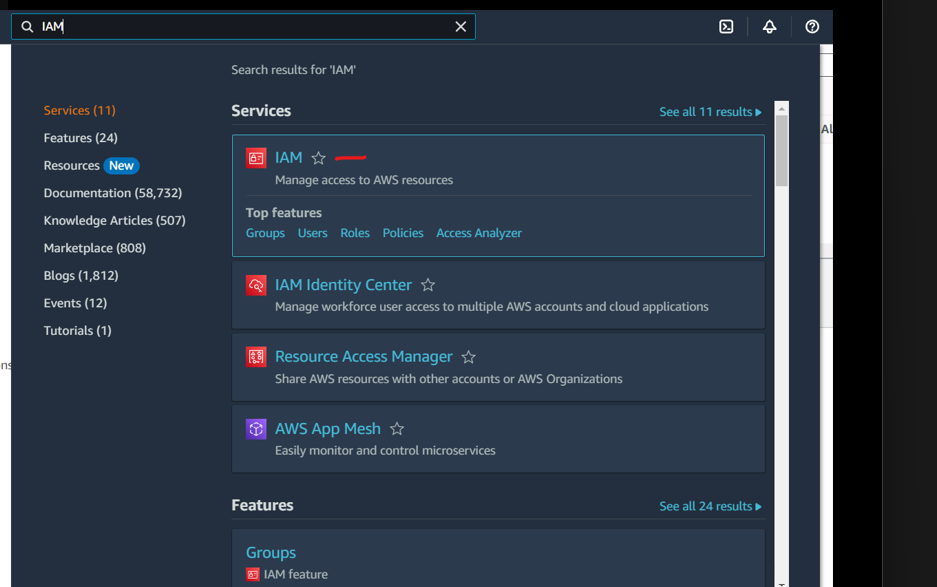 IAM
Search results for 'IAM'
Services (11)
Features (24)
Resources New
Documentation (58,732)
Knowledge Articles (507)
Marketplace (808)
Blogs (1,812)
Events (12)
Tutorials (1)
Services
See all 11 results
IAM
Manage access to AWS resources
Top features
Groups Users Roles Policies Access Analyzer
IAM Identity Center
Manage workforce user access to multiple AWS accounts and cloud applications
Resource Access Manager
Share AWS resources with other accounts or AWS Organizations
AWS App Mesh
Easily monitor and control microservices
Features
See all 24 results
Groups
IAM feature